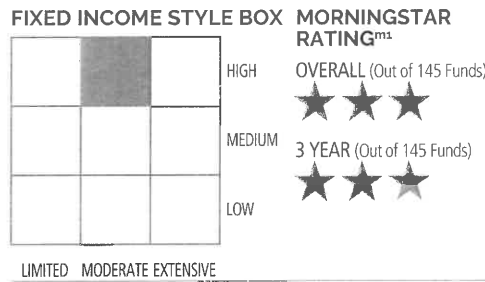 FIXED INCOME STYLE BOX
HIGH
MEDIUM
LOW
LIMITED MODERATE EXTENSIVE
MORNINGSTAR
RATINGm1
OVERALL (Out of 145 Funds)
3 YEAR (Out of 145 Funds)